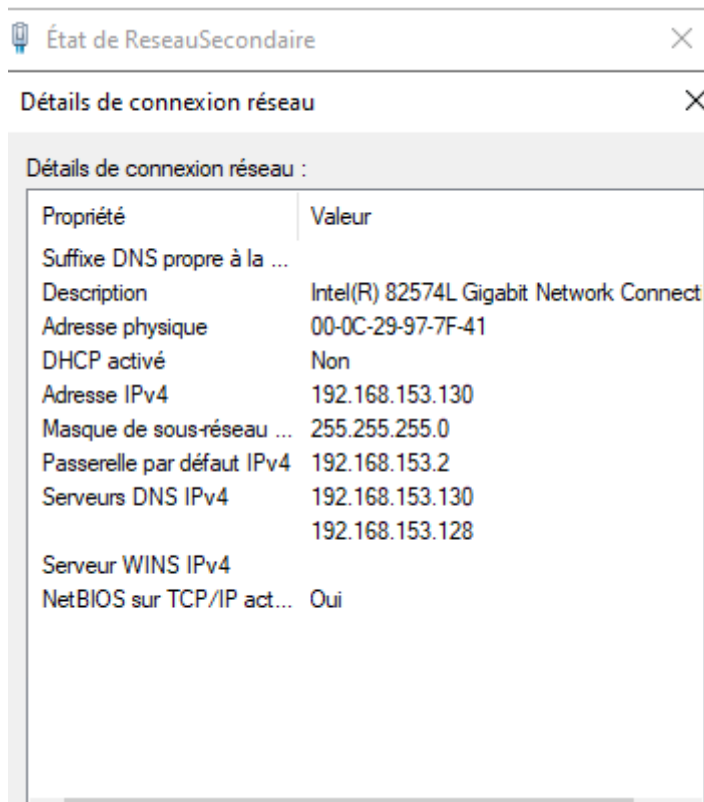 État de ReseauSecondaire
Détails de connexion réseau
Détails de connexion réseau :
Propriété Valeur
Suffixe DNS propre à la ...
Description Intel(R) 82574L Gigabit Network Connecti
Adresse physique 00-0C-29-97-7F-41
DHCP activé Non
Adresse IPv4 192.168.153.130
Masque de sous-réseau ... 255.255.255.0
Passerelle par défaut IPv4 192.168.153.2
Serveurs DNS IPv4 192.168.153.130
192.168.153.128
Serveur WINS IPv4
NetBIOS sur TCP/IP act... Oui